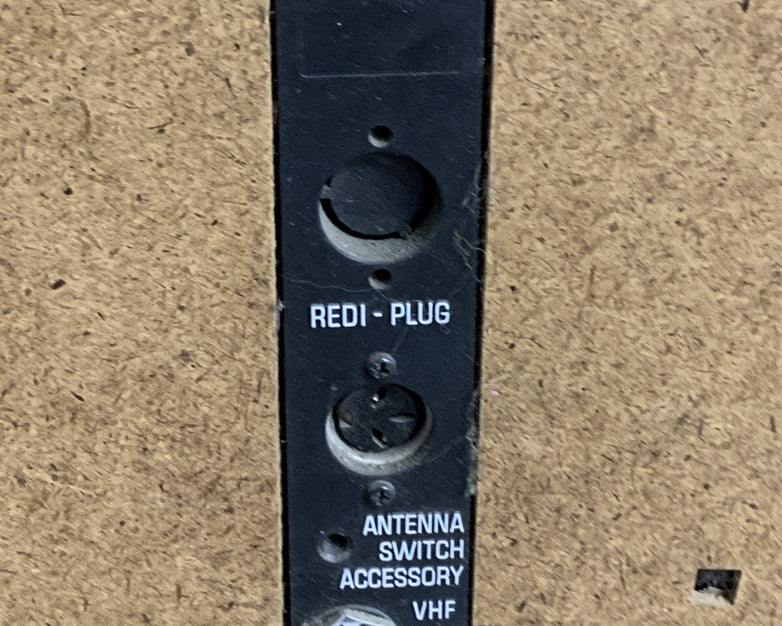 REDI - PLUG
ANTENNA
SWITCH
ACCESSORY
VHF